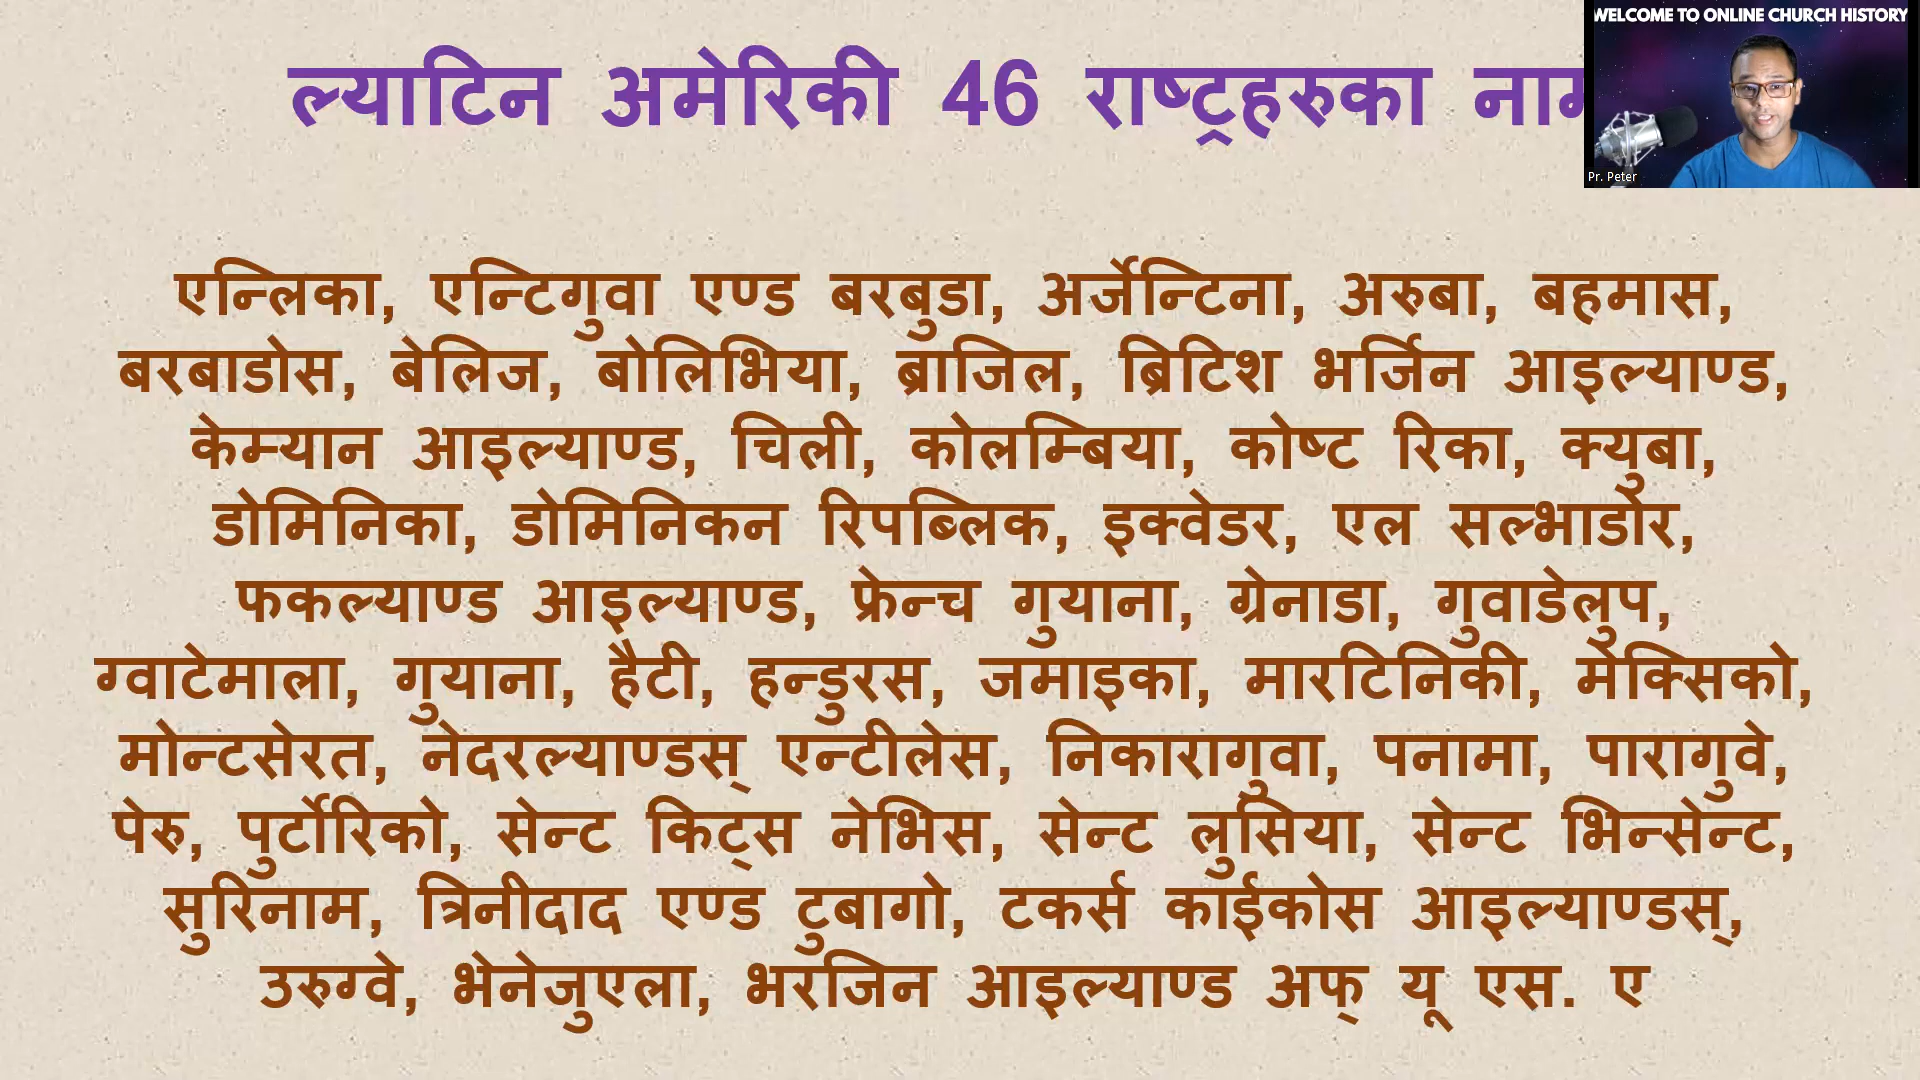 WELCOME TO ONLINE CHURCH HISTORY
ल्याटिन अमेरिकी 46 राष्ट्रहरुका
Pr. Peter
एन्लिका, एन्टिगुवा एण्ड बरबुडा, अर्जेन्टिना, अरुबा, बहमास,
बरबाडोस, बेलिज, बोलिभिया, ब्राजिल, ब्रिटिश भर्जिन आइल्याण्ड,
केम्यान आइल्याण्ड, चिली, कोलम्बिया, कोष्ट रिका, क्युबा,
डोमिनिका, डोमिनिकन रिपब्लिक, इक्वेडर, एल सल्भाडोर,
फकल्याण्ड आइल्याण्ड, फ्रेन्च गुयाना, ग्रेनाडा, गुवाडेलुप,
ग्वाटेमाला, गुयाना, हैटी, हन्डुरस, जमाइका, मारटिनिकी, मेक्सिको,
मोन्टसेरत, नेदरल्याण्डस् एन्टीलेस, निकारागुवा, पनामा, पारागुवे,
पेरु, पुर्टोरिको, सेन्ट किट्स नेभिस, सेन्ट लुसिया, सेन्ट भिन्सेन्ट,
सुरिनाम, त्रिनीदाद एण्ड टुबागो, टकर्स काईकोस आइल्याण्डस्,
उरुग्वे, भेनेजुएला, भरजिन आइल्याण्ड अफ् यू एस. ए